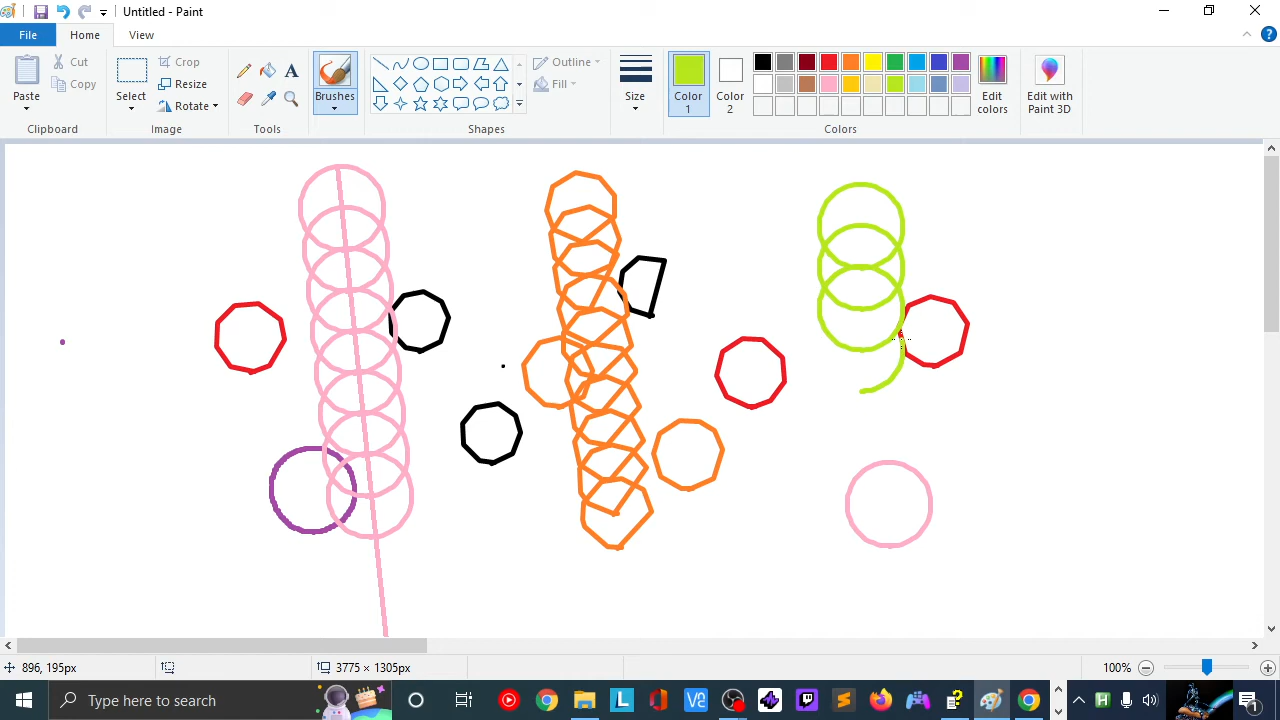 Untitled - Paint
File
Home
View
Paste
Cut
Copy
Clipboard
Select
Crop
Resize
Rotate
Image
Tools
Brushes
Shapes
Outline
Fill
Size
Color
1
Color
2
Colors
Edit
colors
Edit with
Paint 3D
896, 195px
3775 × 1305px
100%
Type here to search
L
VE
H
1